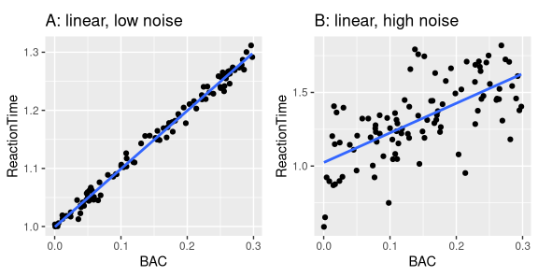 A: linear, low noise
B: linear, high noise
ReactionTime
1.3
1.2
1.1
1.0
0.0 0.1 0.2 0.3
BAC
ReactionTime
1.5
1.0
0.0 0.1 0.2 0.3
BAC